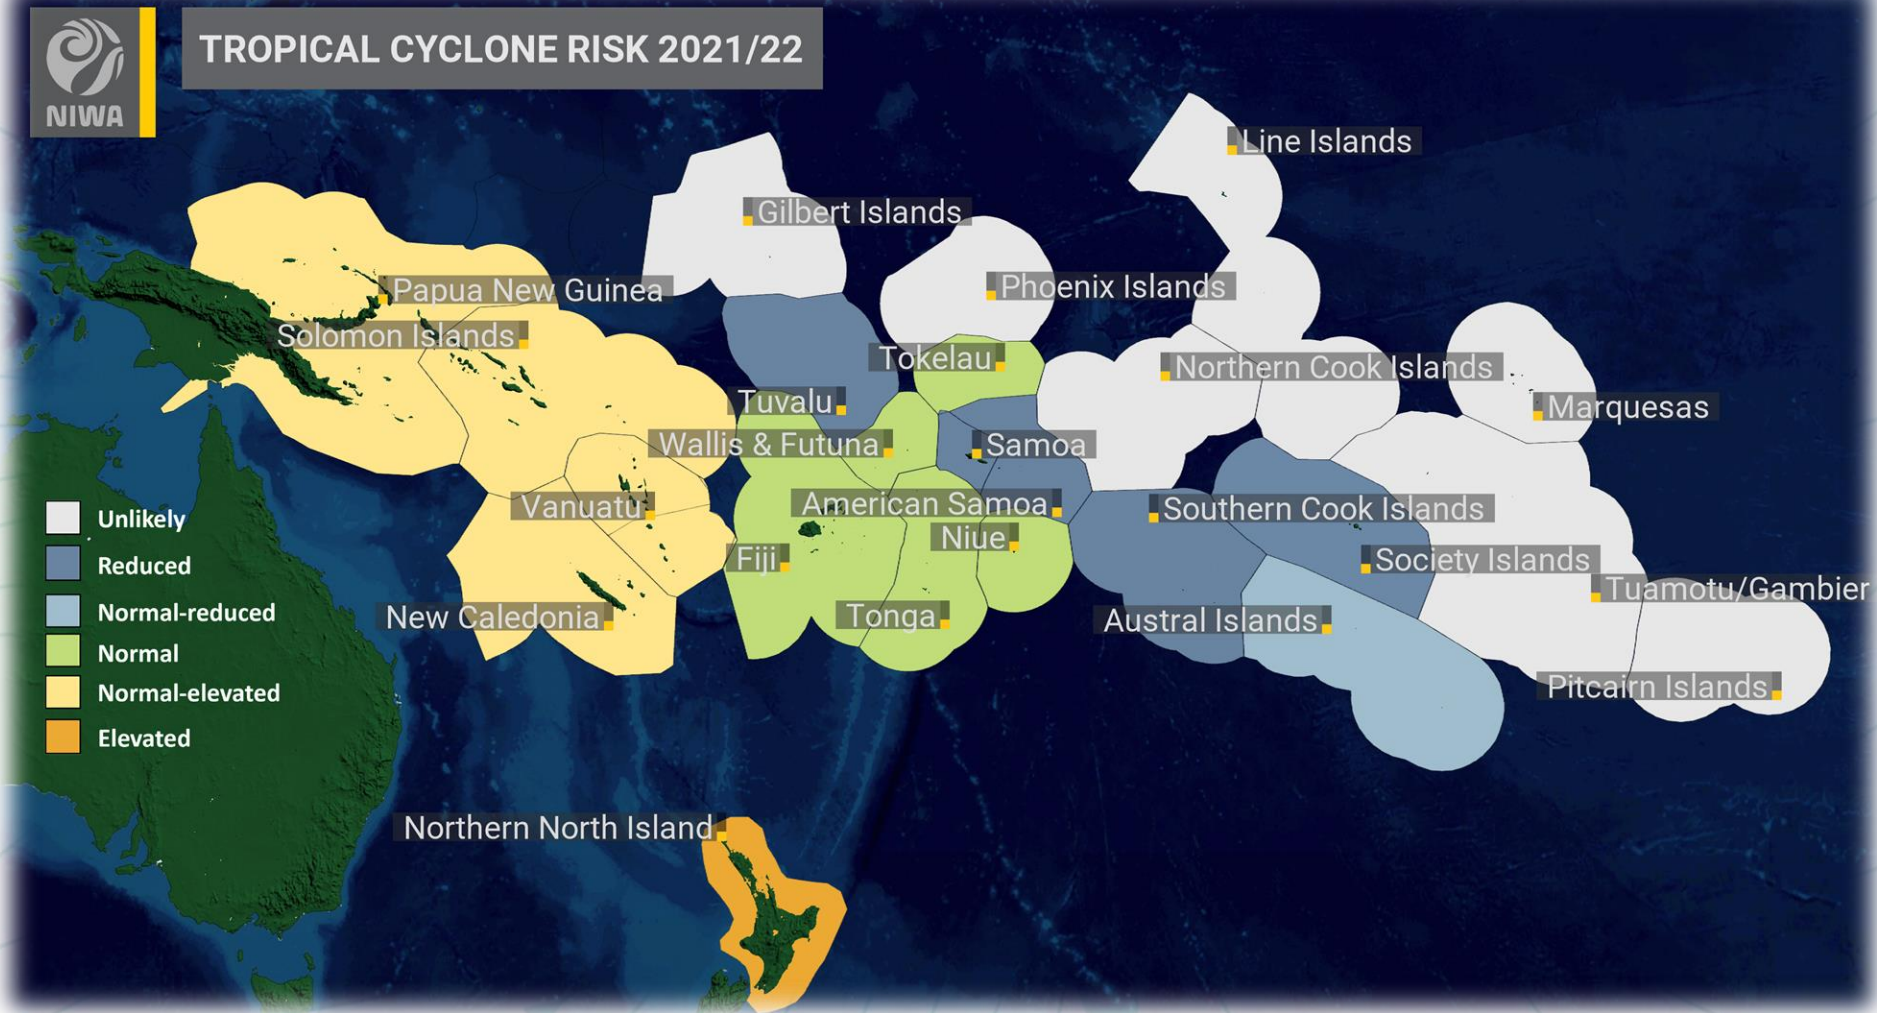 NIWA
TROPICAL CYCLONE RISK 2021/22
Line Islands
Gilbert Islands
Phoenix Islands
Papua New Guinea
Solomon Islands
Tokelau
Northern Cook Islands
Tuvalu
Marquesas
Wallis & Futuna
Samoa
Vanuatu
American Samoa
Southern Cook Islands
Niue
Fiji
Society Islands
Tuamotu/Gambier
New Caledonia
Tonga
Austral Islands
Pitcairn Islands
Northern North Island
Unlikely
Reduced
Normal-reduced
Normal
Normal-elevated
Elevated